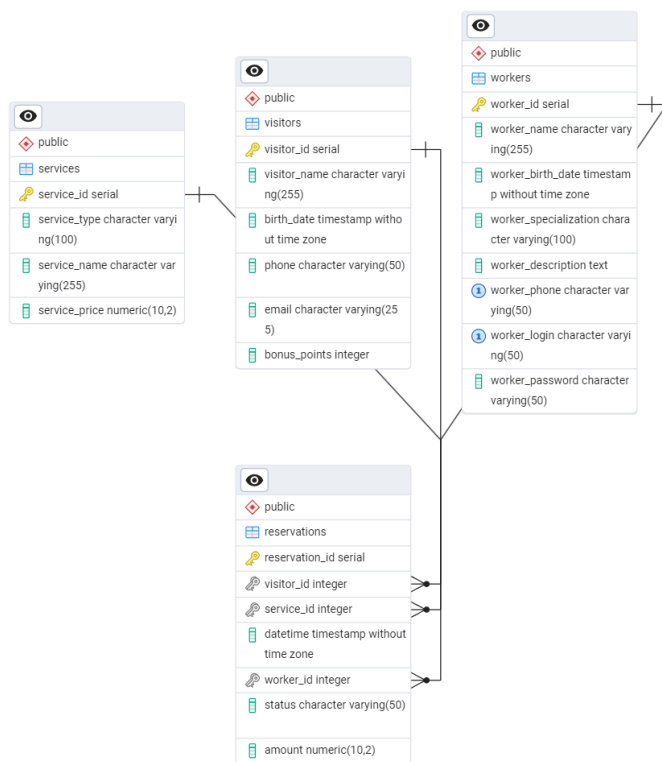 public
services
service_id serial
service_type character varyi
ng(100)
service_name character var
ying(255)
service_price numeric(10,2)
public
visitors
visitor_id serial
visitor_name character varyi
ng(255)
birth_date timestamp witho
ut time zone
phone character varying(50)
email character varying(25
5)
bonus_points integer
public
workers
worker_id serial
worker_name character vary
ing(255)
worker_birth_date timestam
p without time zone
worker_specialization chara
cter varying(100)
worker_description text
1
worker_phone character var
ying(50)
1
worker_login character varyi
ng(50)
worker_password character
varying(50)
public
reservations
reservation_id serial
visitor_id integer
service_id integer
datetime timestamp without
time zone
worker_id integer
status character varying(50)
amount numeric(10,2)